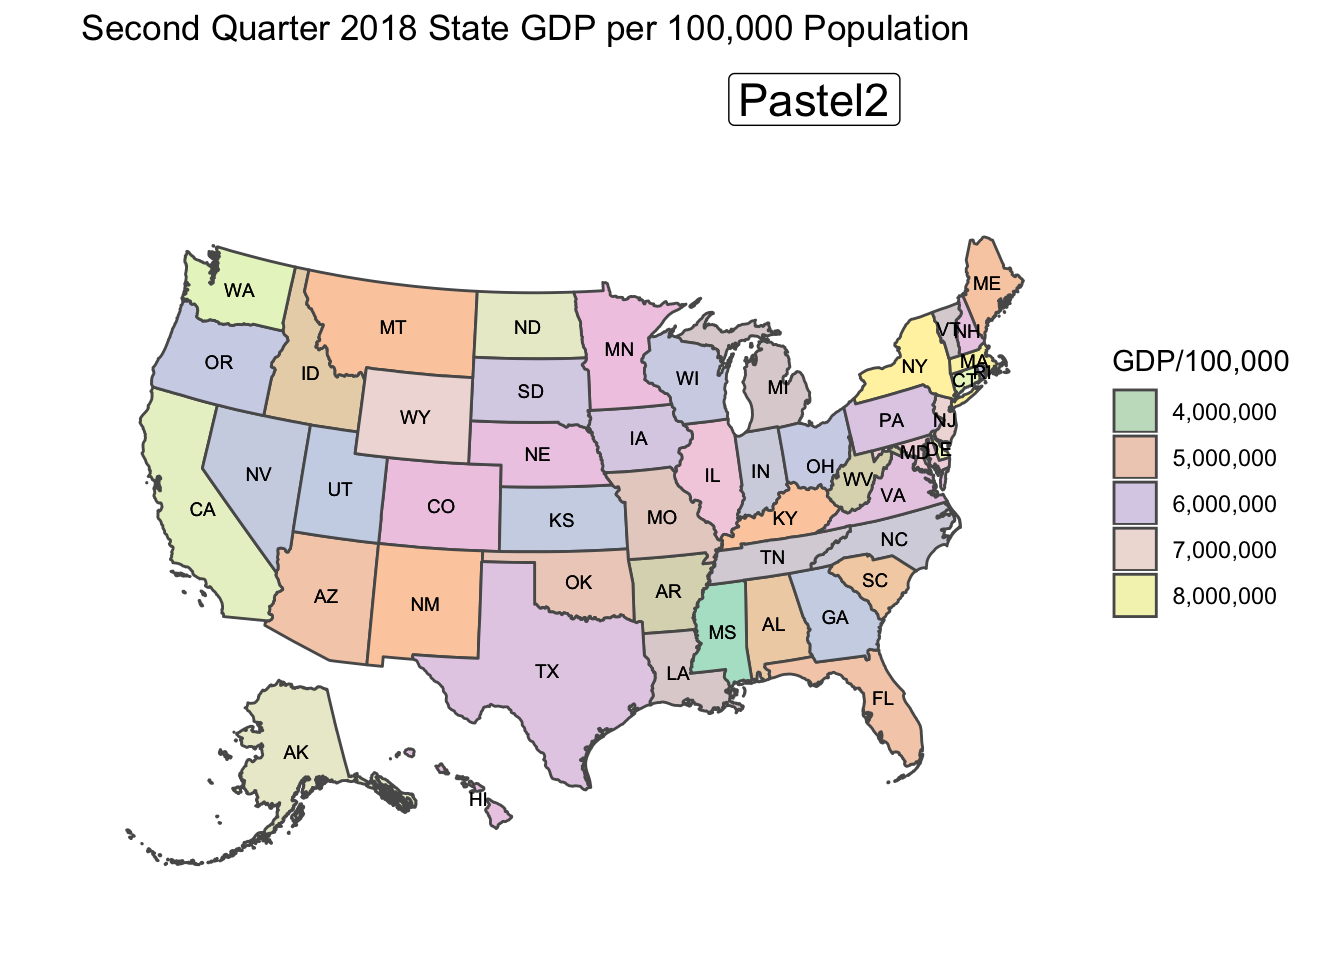 Second Quarter 2018 State GDP per 100,000 Population
Pastel2
WA
MT
ND
MN
ME
OR
ID
SD
WI
MI
NY
VT
NH
MA
CT
RI
WY
NE
IA
PA
NJ
NV
UT
CO
KS
IL
IN
OH
WV
MD
DE
VA
CA
MO
KY
NC
AZ
NM
OK
AR
TN
SC
MS
AL
GA
TX
LA
FL
AK
HI
GDP/100,000
4,000,000
5,000,000
6,000,000
7,000,000
8,000,000